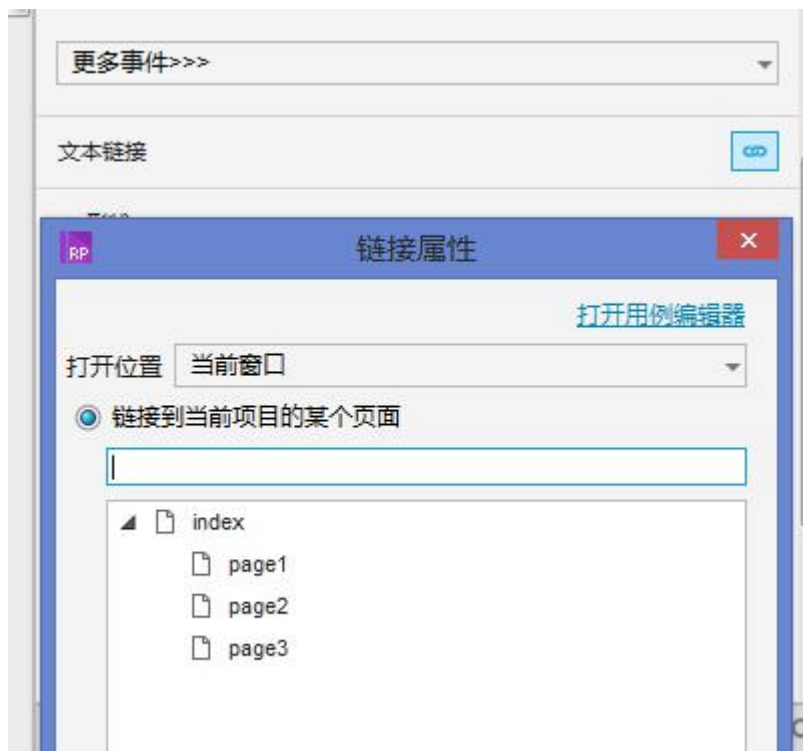 更多事件>>>
文本链接
RP
链接属性
打开用例编辑器
打开位置 当前窗口
链接到当前项目的某个页面
index
page1
page2
page3